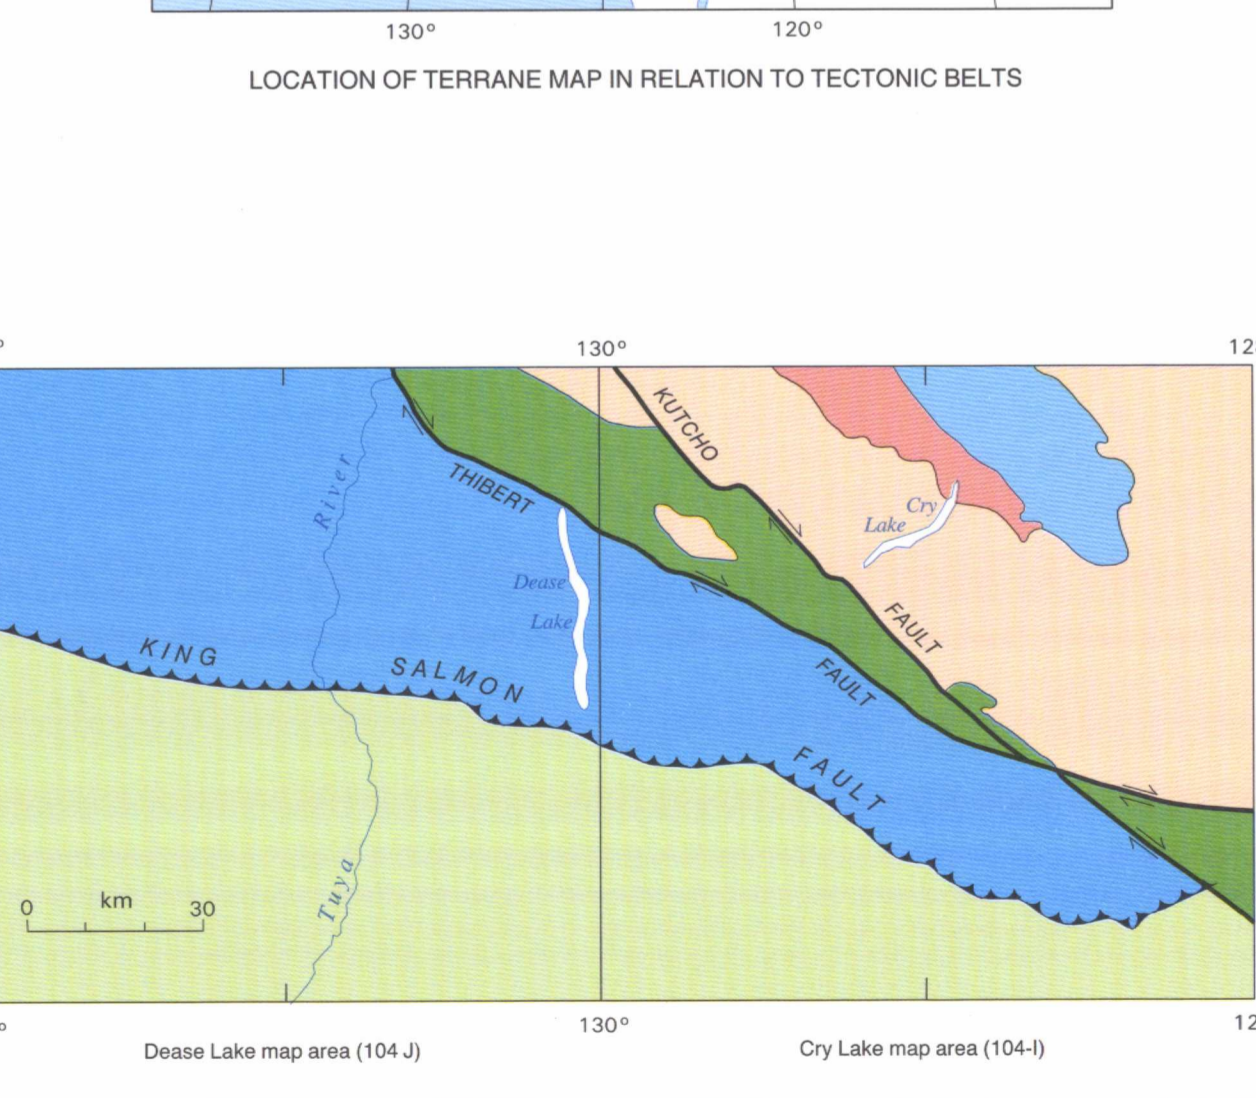 130°
120°
LOCATION OF TERRANE MAP IN RELATION TO TECTONIC BELTS
130°
KUTCHO
THIBERT
River
Cry
Lake
Dease
Lake
KING
SALMON
FAULT
FAULT
FAULT
Tuya
km
0
30
130°
Dease Lake map area (104 J)
Cry Lake map area (104-I)